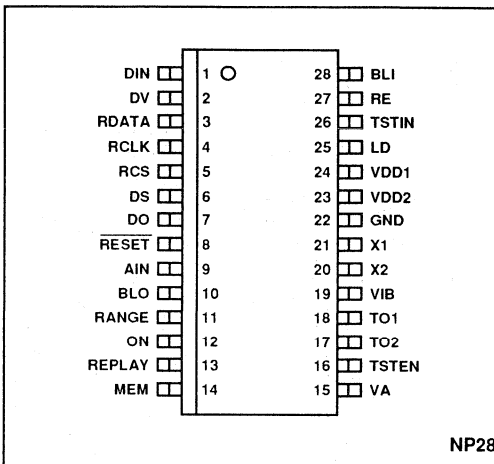 DIN 1 28 BLI
DV 2 27 RE
RDATA 3 26 TSTIN
RCLK 4 25 LD
RCS 5 24 VDD1
DS 6 23 VDD2
DO 7 22 GND
RESET 8 21 X1
AIN 9 20 X2
BLO 10 19 VIB
RANGE 11 18 TO1
ON 12 17 TO2
REPLAY 13 16 TSTEN
MEM 14 15 VA
NP28